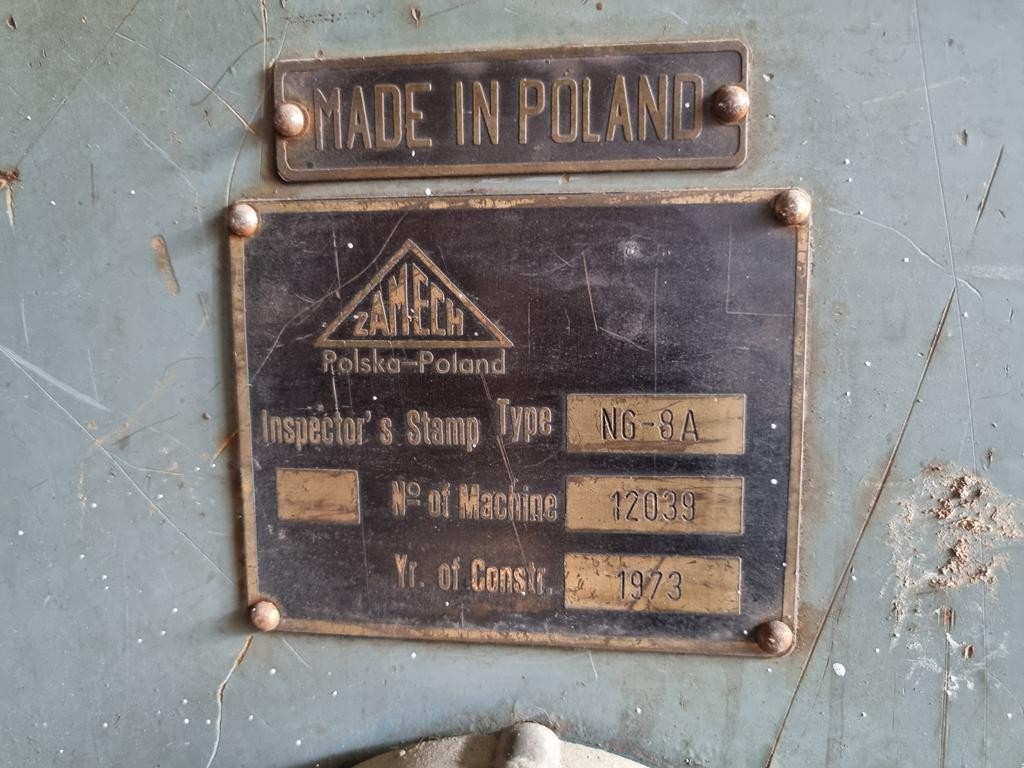 MADE IN POLAND
ZAMECH
Polska-Poland
Inspector's Stamp Type NG-8A
Nº of Machine 12039
Yr. of Constr. 1973